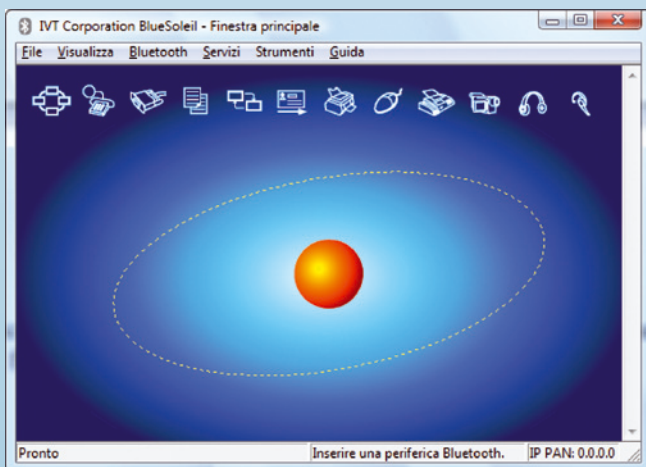 IVT Corporation BlueSoleil - Finestra principale
File Visualizza Bluetooth Servizi Strumenti Guida
Pronto Inserire una periferica Bluetooth. IP PAN: 0.0.0.0